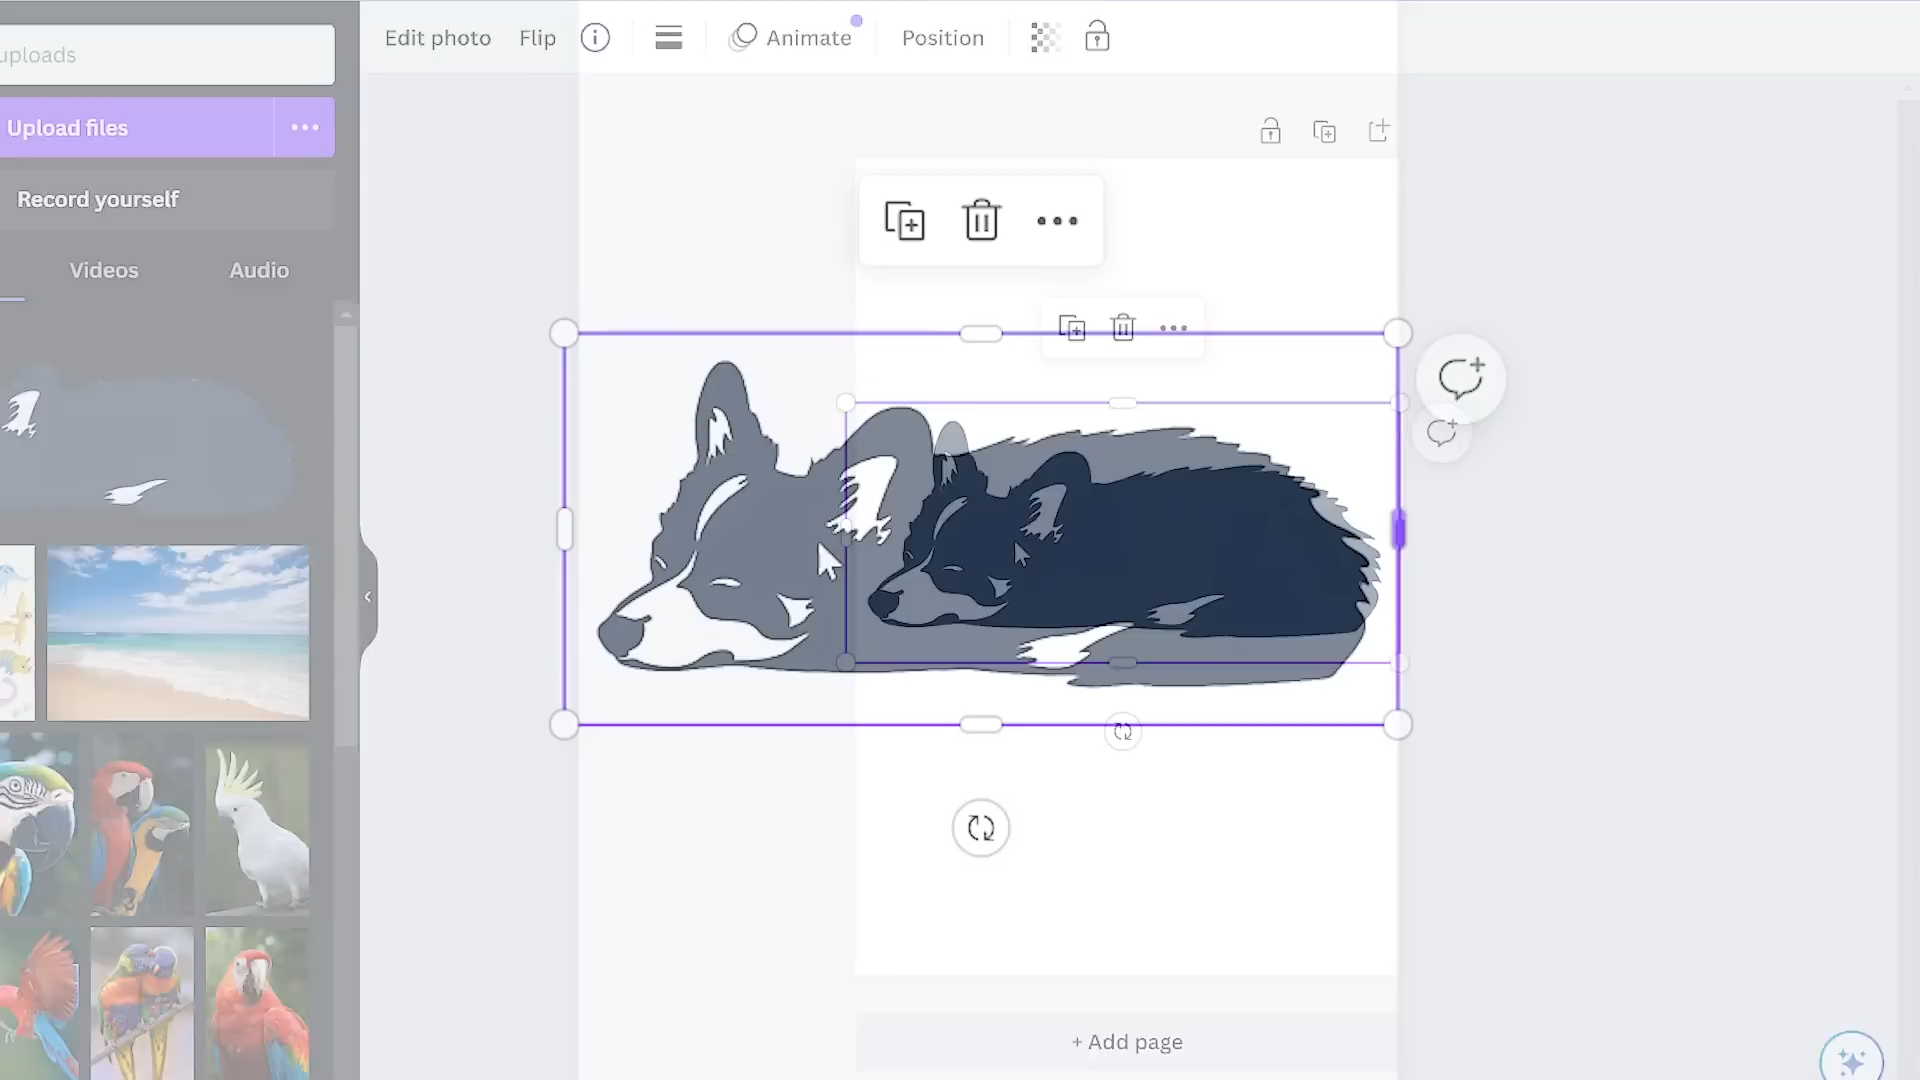 Edit photo Flip Animate Position
uploads
Upload files
Record yourself
Videos Audio
+ Add page